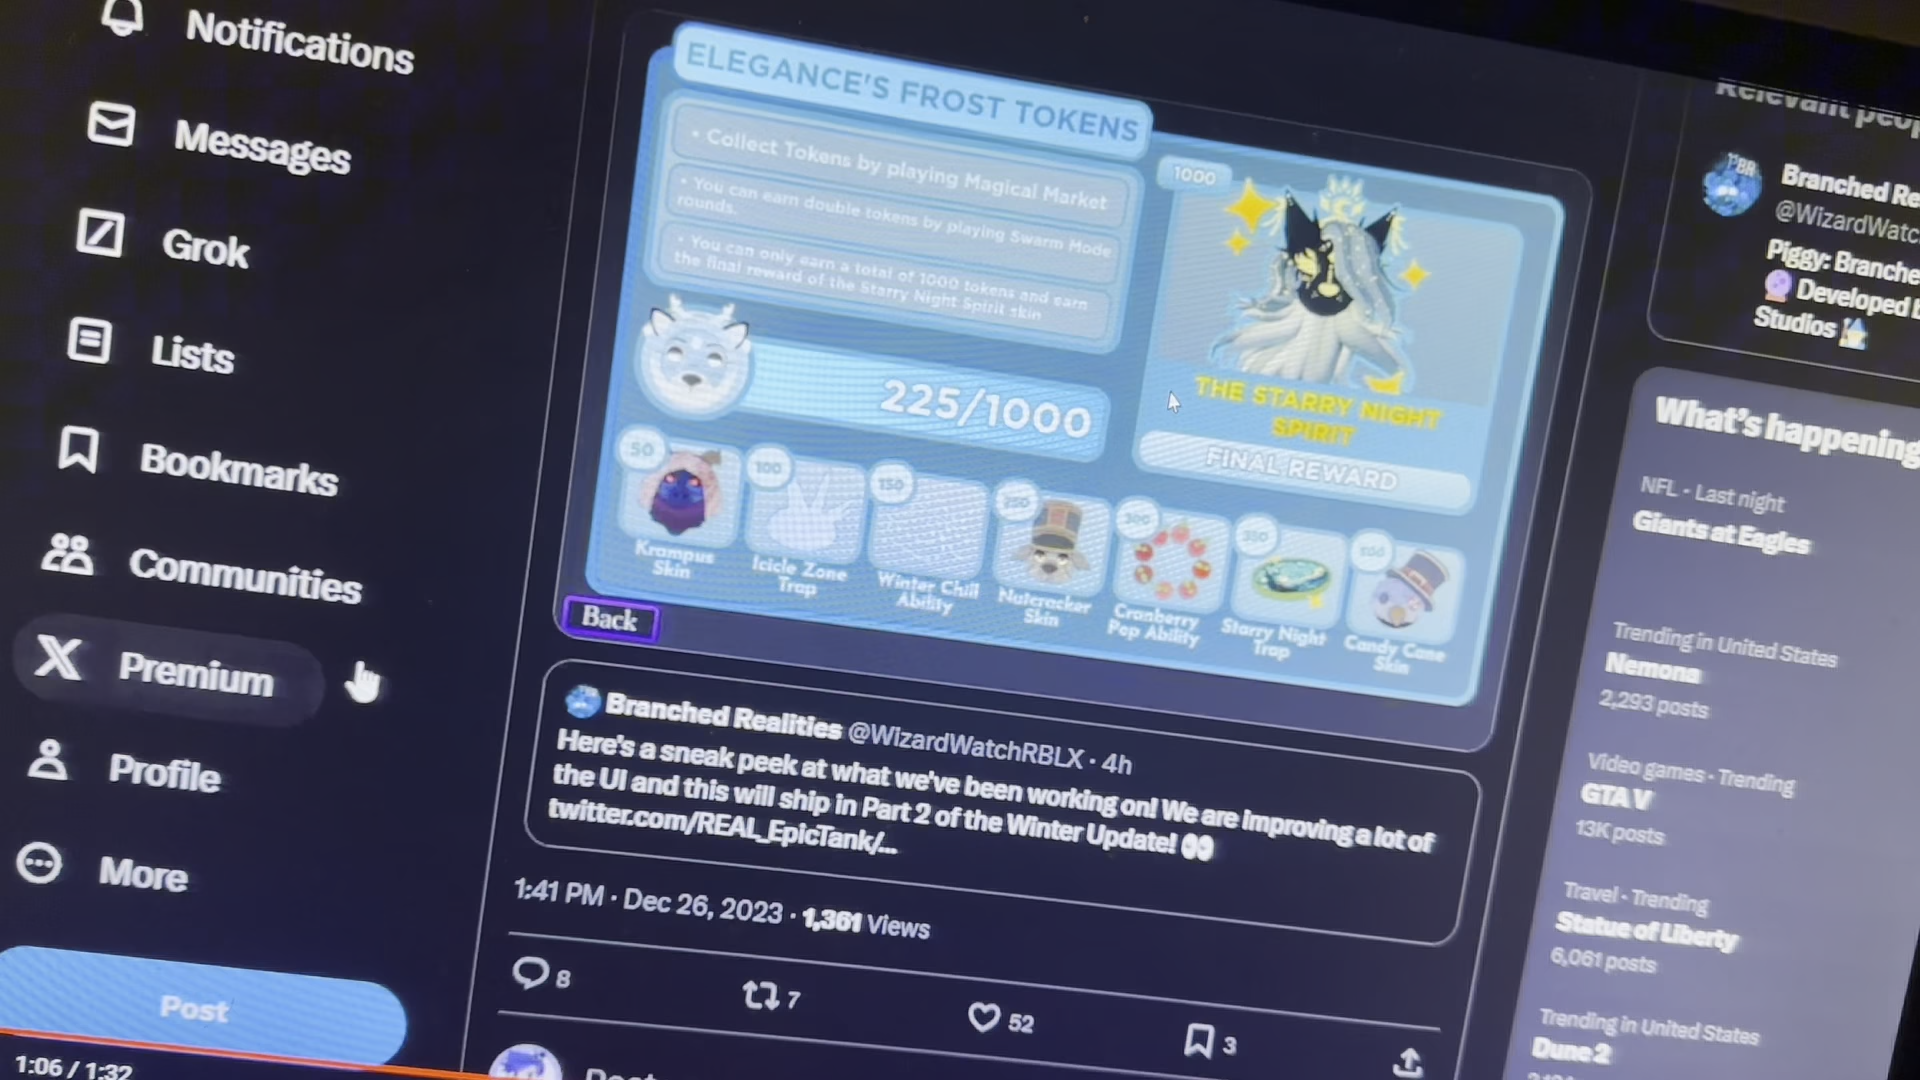 Notifications
Messages
Grok
Lists
Bookmarks
Communities
Premium
Profile
More
Post
1:06 / 1:32
ELEGANCE'S FROST TOKENS
• Collect Tokens by playing Magical Market
• You can earn double tokens by playing Swarm Mode
rounds.
• You can only earn a total of 1000 tokens and earn
the final reward of the Starry Night Spirit skin
225/1000
1000
THE STARRY NIGHT
SPIRIT
FINAL REWARD
50
Krampus
Skin
100
Icicle Zone
Trap
150
Winter Chill
Ability
Nutcracker
Skin
Cranberry
Pep Ability
350
Starry Night
Trap
Candy Cane
Skin
Back
Branched Realities @WizardWatchRBLX · 4h
Here's a sneak peek at what we've been working on! We are improving a lot of
the UI and this will ship in Part 2 of the Winter Update! 👀
twitter.com/REAL_EpicTank/...
1:41 PM · Dec 26, 2023 · 1,361 Views
8
7
52
3
Relevant
Branched
@WizardWatc
Piggy:
Developed
Studios
What's happening
NFL · Last night
Giants at Eagles
Trending in United States
Nemona
2,293 posts
Video games · Trending
GTA V
13K posts
Travel · Trending
Statue of Liberty
6,061 posts
Trending in United States
Dune 2